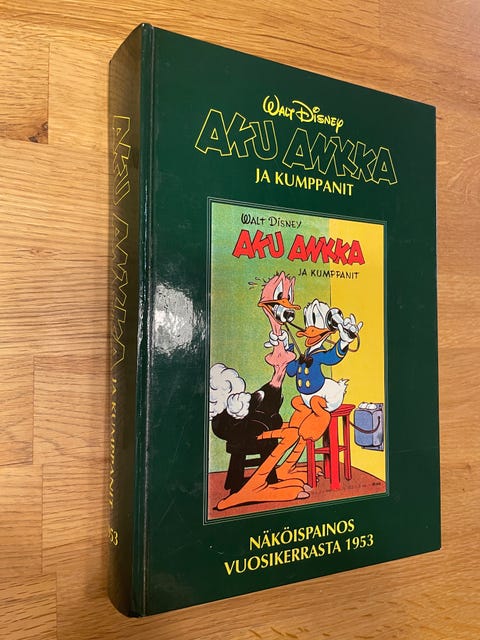 WALT DISNEY
AKU ANKKA
JA KUMPPANIT
WALT DISNEY
AKU ANKKA
JA KUMPPANIT
NÄKÖISPAINOS
VUOSIKERRASTA 1953
AKU ANKKA JA KUMPPANIT 1953